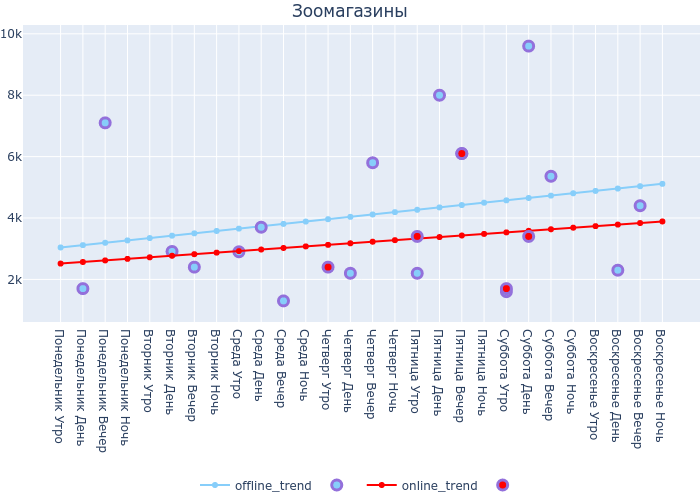 Зоомагазины
10k
8k
6k
4k
2k
Понедельник Утро
Понедельник День
Понедельник Вечер
Понедельник Ночь
Вторник Утро
Вторник День
Вторник Вечер
Вторник Ночь
Среда Утро
Среда День
Среда Вечер
Среда Ночь
Четверг Утро
Четверг День
Четверг Вечер
Четверг Ночь
Пятница Утро
Пятница День
Пятница Вечер
Пятница Ночь
Суббота Утро
Суббота День
Суббота Вечер
Суббота Ночь
Воскресенье Утро
Воскресенье День
Воскресенье Вечер
Воскресенье Ночь
offline_trend
online_trend